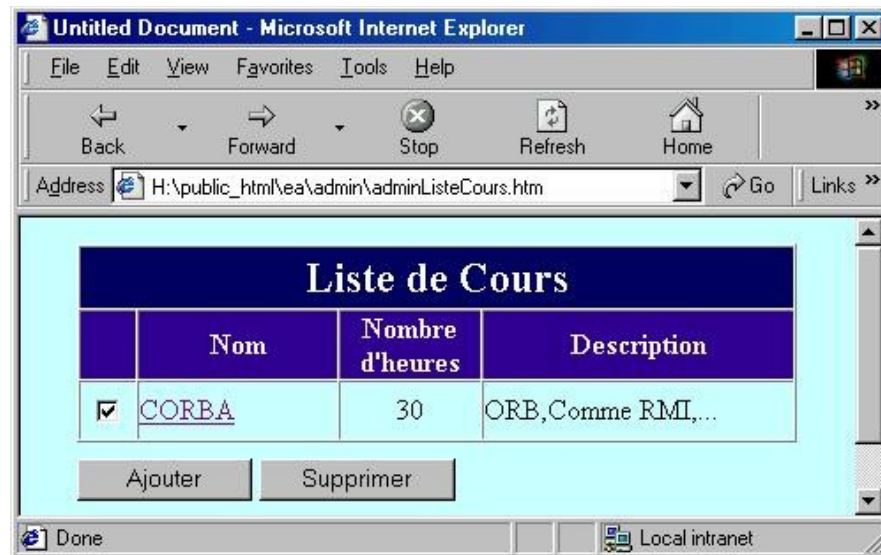 Untitled Document - Microsoft Internet Explorer
File Edit View Favorites Tools Help
Back Forward Stop Refresh Home »
Address H:\public_html\ea\admin\adminListeCours.htm Go Links »
Liste de Cours
Nom Nombre d'heures Description
CORBA 30 ORB,Comme RMI,...
Ajouter Supprimer
Done Local intranet